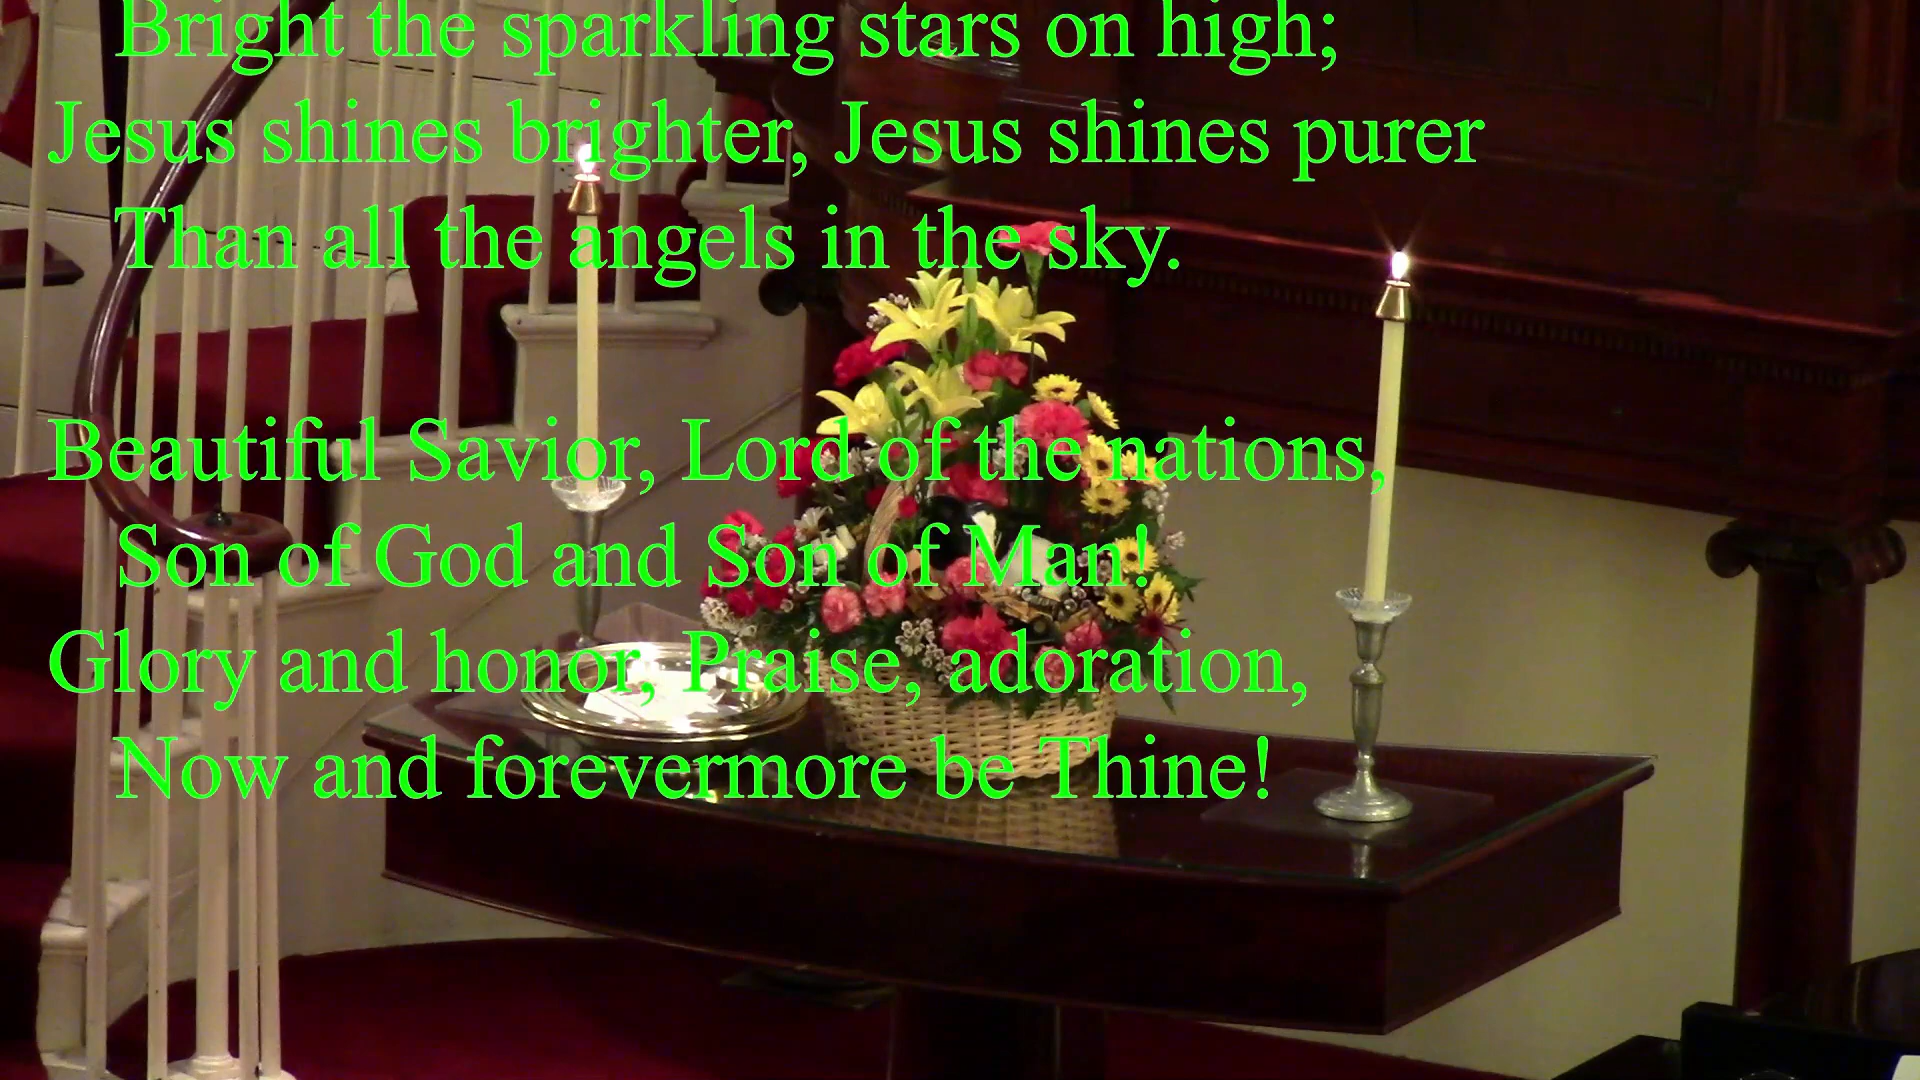 Bright the sparkling stars on high;
Jesus shines brighter, Jesus shines purer
Than all the angels in the sky.
Beautiful Savior, Lord of the nations,
Son of God and Son of Man!
Glory and honor, Praise, adoration,
Now and forevermore be Thine!